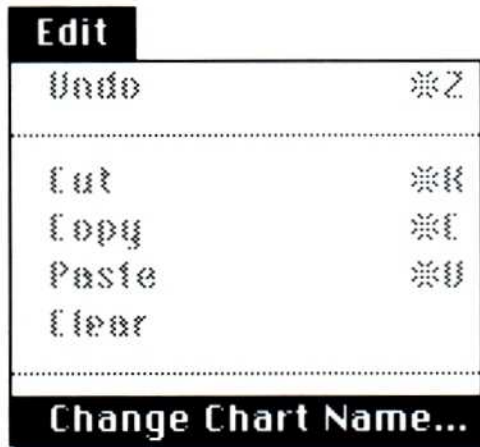 Edit
Undo ⌘Z
Cut ⌘X
Copy ⌘C
Paste ⌘V
Clear
Change Chart Name...